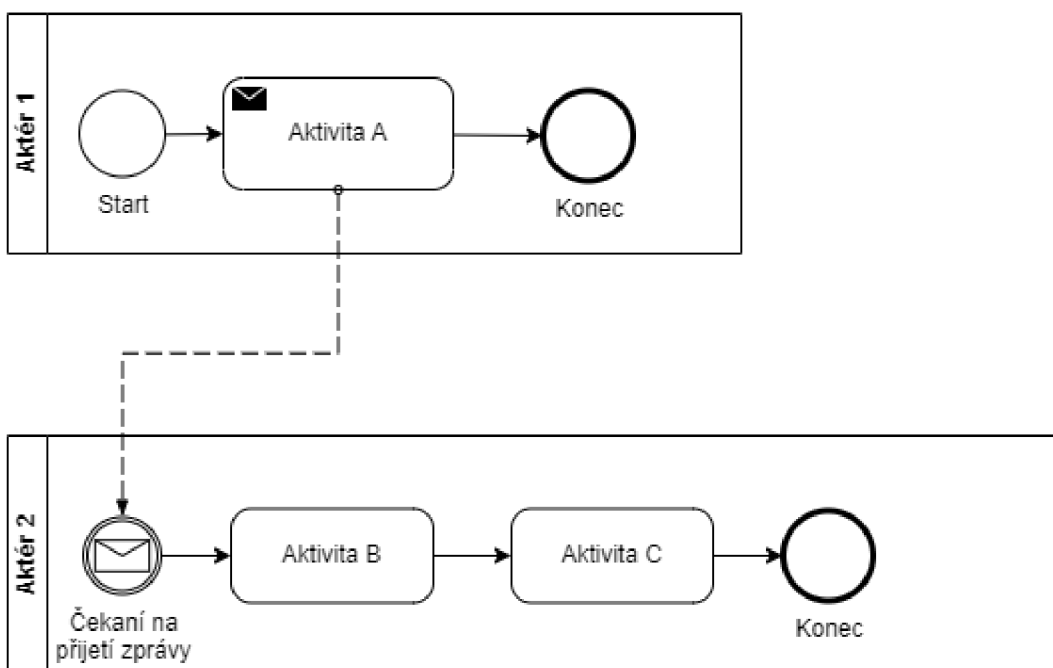 Aktér 1
Aktivita A
Start
Konec
Aktér 2
Aktivita B
Aktivita C
Čekaní na
přijetí zprávy
Konec